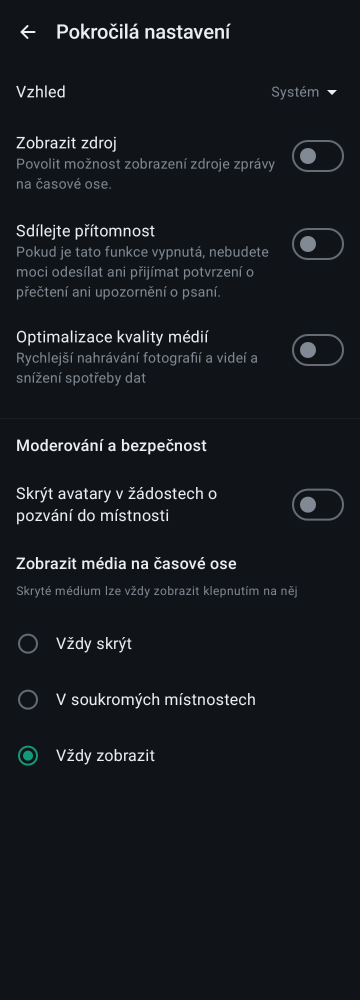 Pokročilá nastavení
Vzhled
Systém
Zobrazit zdroj
Povolit možnost zobrazení zdroje zprávy
na časové ose.
Sdílejte přítomnost
Pokud je tato funkce vypnutá, nebudete
moci odesílat ani přijímat potvrzení o
přečtení ani upozornění o psaní.
Optimalizace kvality médií
Rychlejší nahrávání fotografií a videí a
snížení spotřeby dat
Moderování a bezpečnost
Skrýt avatary v žádostech o
pozvání do místnosti
Zobrazit média na časové ose
Skryté médium lze vždy zobrazit klepnutím na něj
Vždy skrýt
V soukromých místnostech
Vždy zobrazit